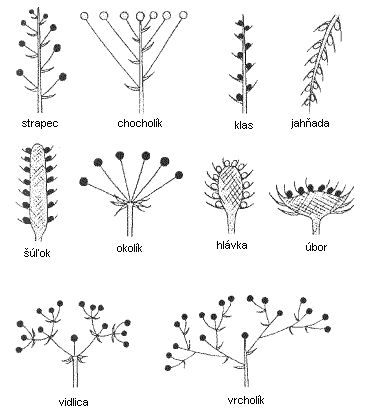 strapec
chocholík
klas
jahňada
šúľok
okolík
hlávka
úbor
vidlica
vrcholík